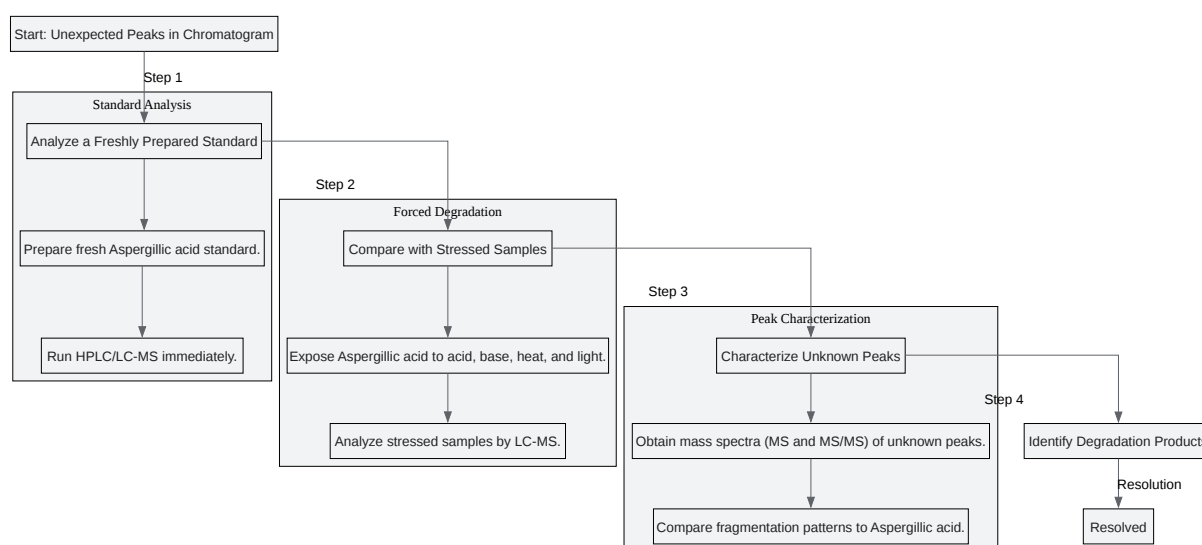 Start: Unexpected Peaks in Chromatogram
Step 1
Standard Analysis
Analyze a Freshly Prepared Standard
Prepare fresh Aspergillic acid standard.
Run HPLC/LC-MS immediately.
Step 2
Forced Degradation
Compare with Stressed Samples
Expose Aspergillic acid to acid, base, heat, and light.
Analyze stressed samples by LC-MS.
Step 3
Peak Characterization
Characterize Unknown Peaks
Obtain mass spectra (MS and MS/MS) of unknown peaks.
Compare fragmentation patterns to Aspergillic acid.
Step 4
Identify Degradation Products
Resolution
Resolved